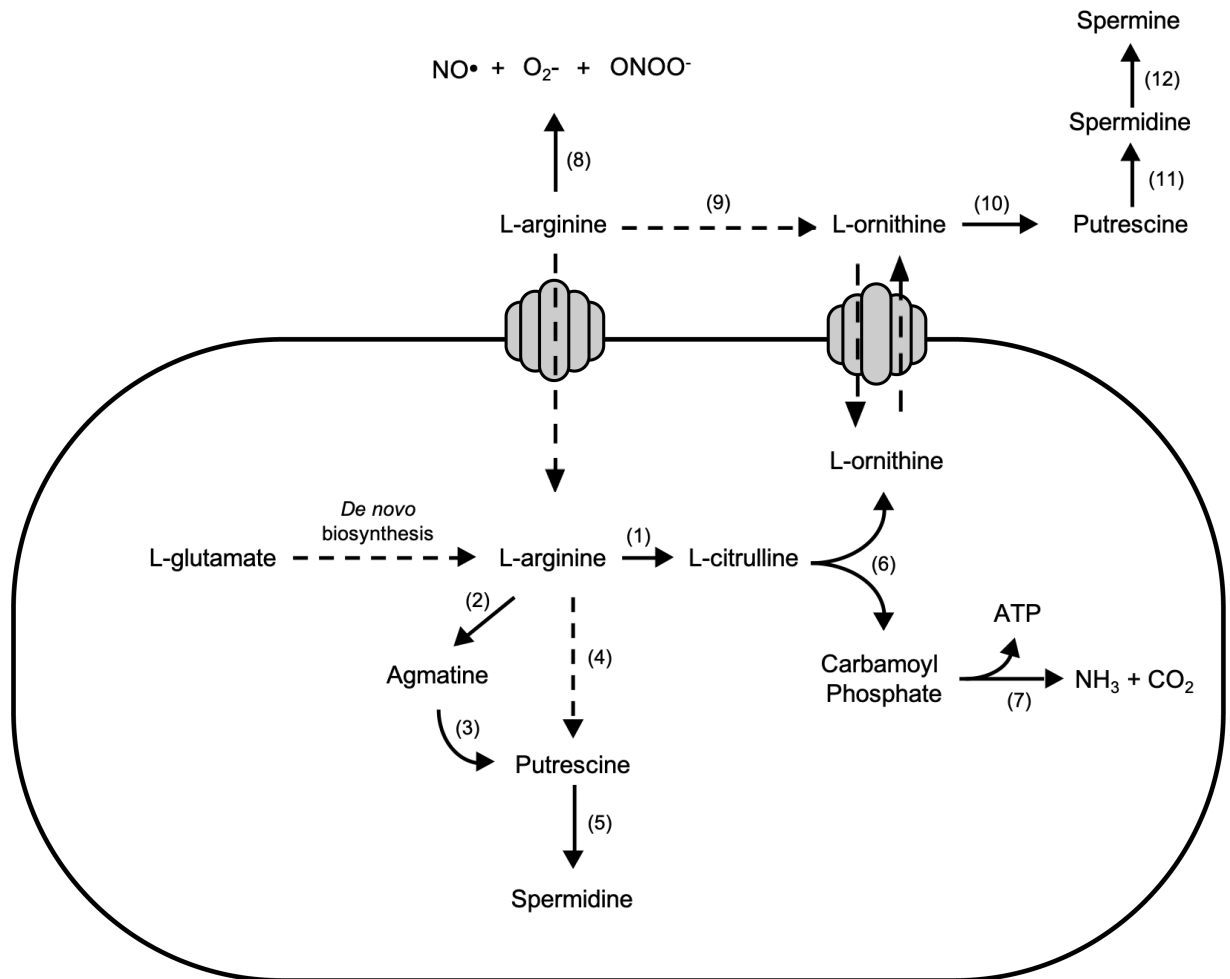 Spermine
(12)
NO• + O₂- + ONOO⁻
Spermidine
(8)
(11)
(9)
(10)
L-arginine
L-ornithine
Putrescine
L-ornithine
De novo
biosynthesis
(1)
L-glutamate
L-arginine
L-citrulline
(6)
(2)
ATP
(4)
Agmatine
Carbamoyl
Phosphate
NH₃ + CO₂
(7)
(3)
Putrescine
(5)
Spermidine